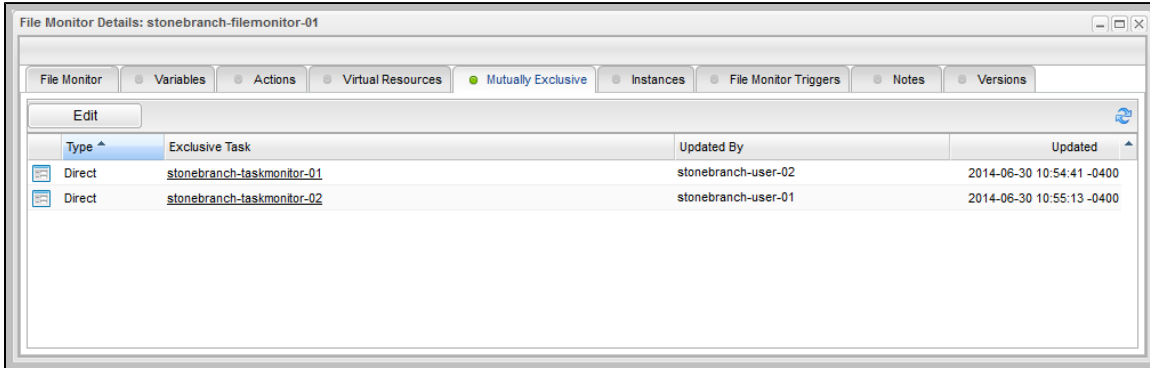 File Monitor Details: stonebranch-filemonitor-01
File Monitor Variables Actions Virtual Resources Mutually Exclusive Instances File Monitor Triggers Notes Versions
Edit
Type Exclusive Task Updated By Updated
Direct stonebranch-taskmonitor-01 stonebranch-user-02 2014-06-30 10:54:41 -0400
Direct stonebranch-taskmonitor-02 stonebranch-user-01 2014-06-30 10:55:13 -0400